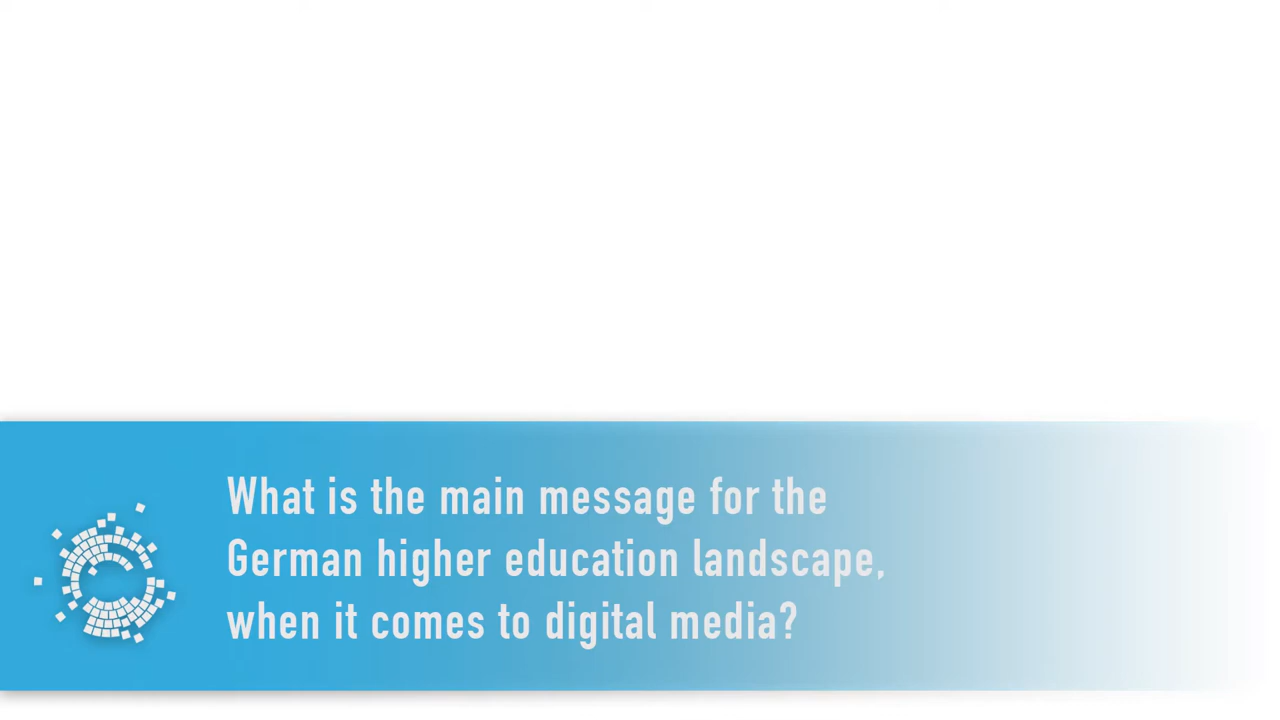 What is the main message for the
German higher education landscape,
when it comes to digital media?